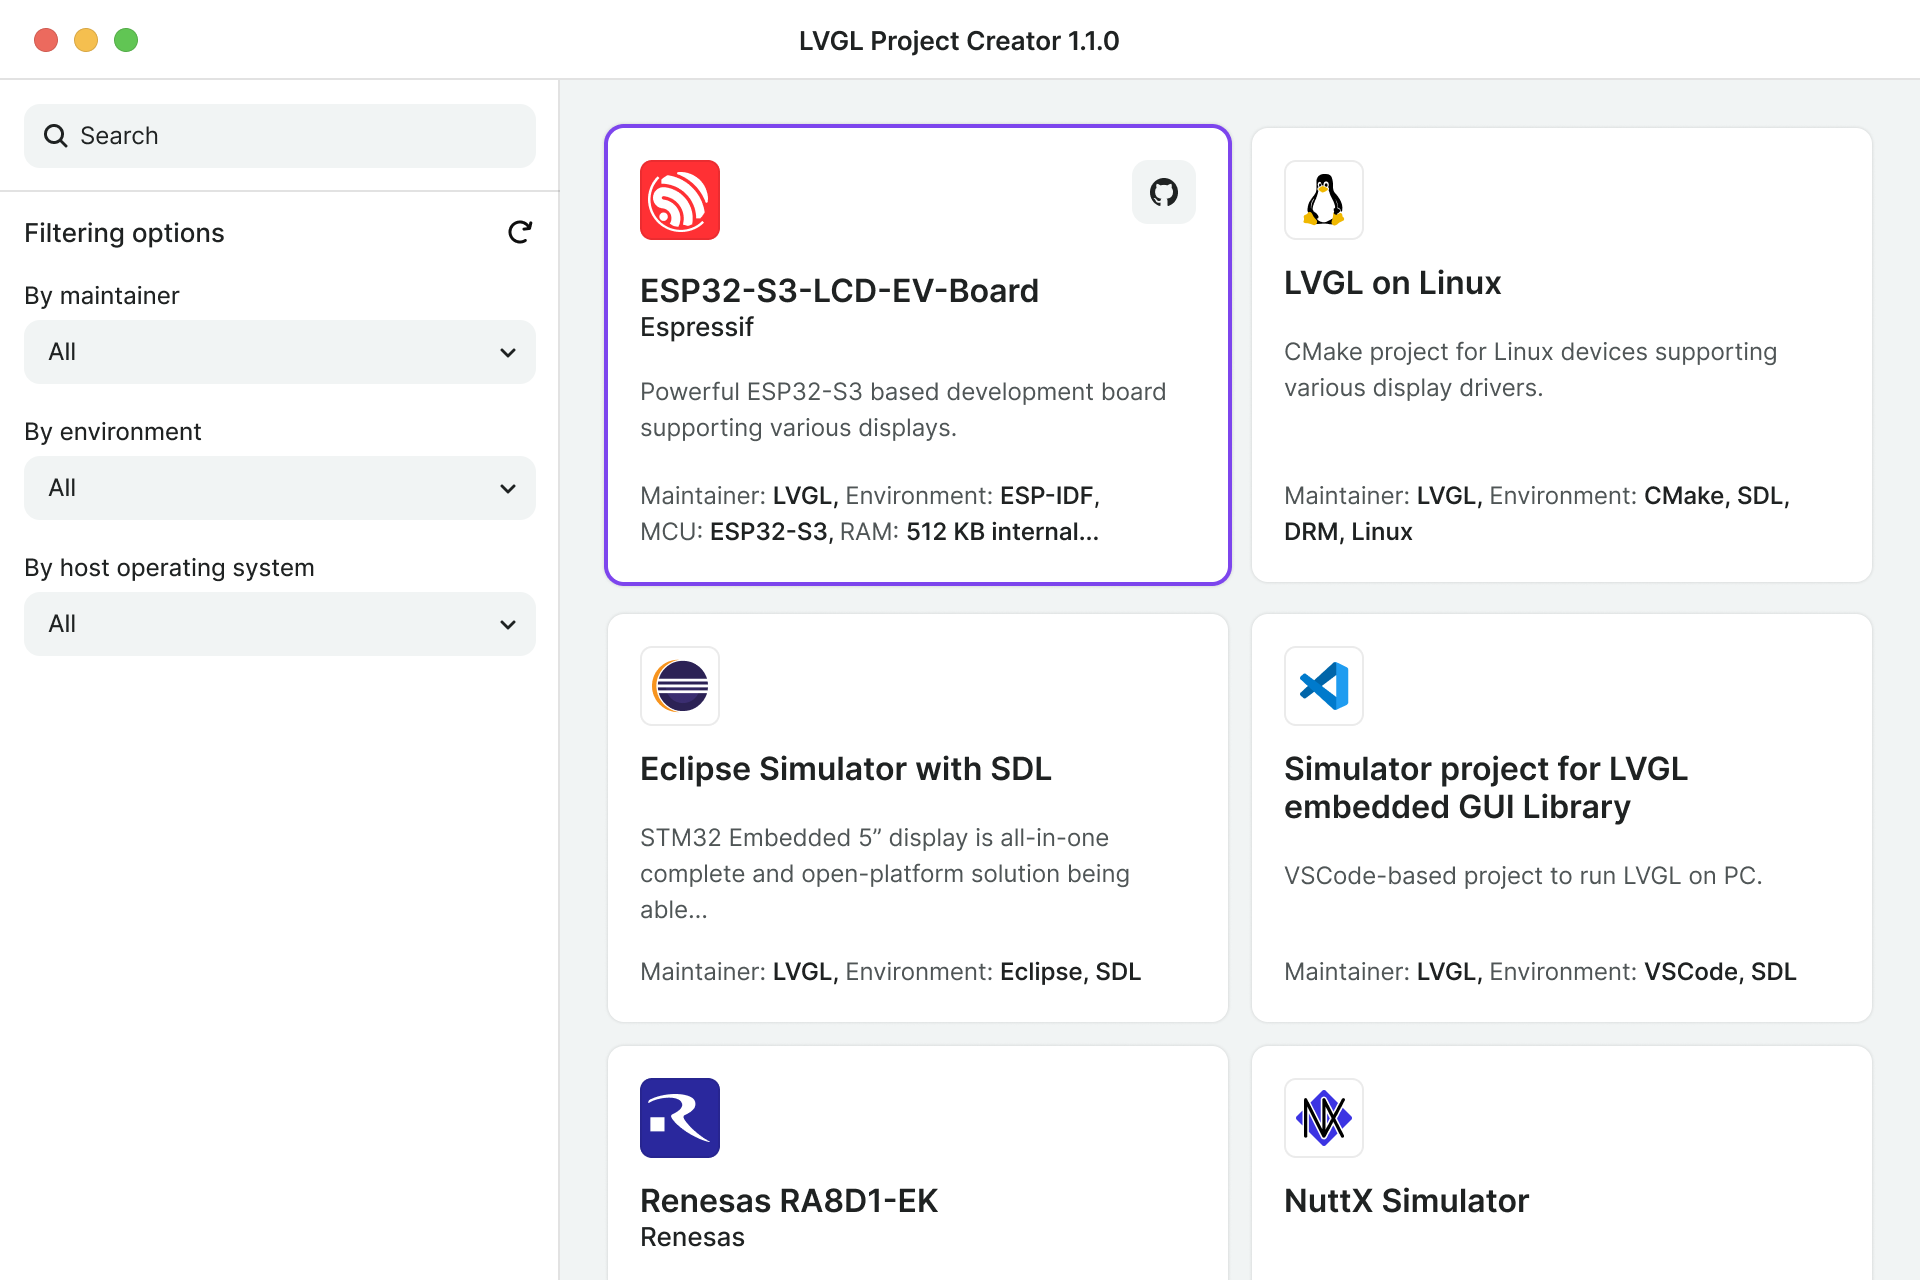 LVGL Project Creator 1.1.0
Search
Filtering options
By maintainer
All
By environment
All
By host operating system
All
ESP32-S3-LCD-EV-Board
Espressif
Powerful ESP32-S3 based development board
supporting various displays.
Maintainer: LVGL, Environment: ESP-IDF,
MCU: ESP32-S3, RAM: 512 KB internal...
LVGL on Linux
CMake project for Linux devices supporting
various display drivers.
Maintainer: LVGL, Environment: CMake, SDL,
DRM, Linux
Eclipse Simulator with SDL
STM32 Embedded 5” display is all-in-one
complete and open-platform solution being
able...
Maintainer: LVGL, Environment: Eclipse, SDL
Simulator project for LVGL
embedded GUI Library
VSCode-based project to run LVGL on PC.
Maintainer: LVGL, Environment: VSCode, SDL
Renesas RA8D1-EK
Renesas
NuttX Simulator